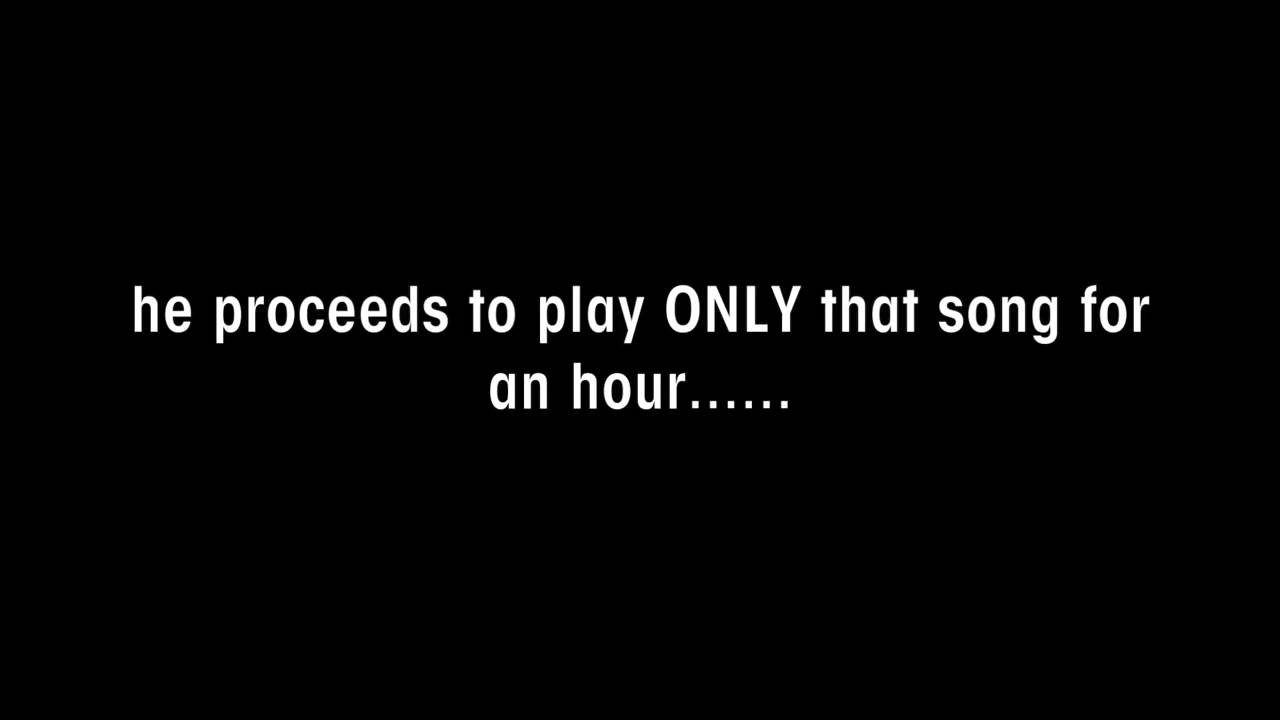 he proceeds to play ONLY that song for
an hour......